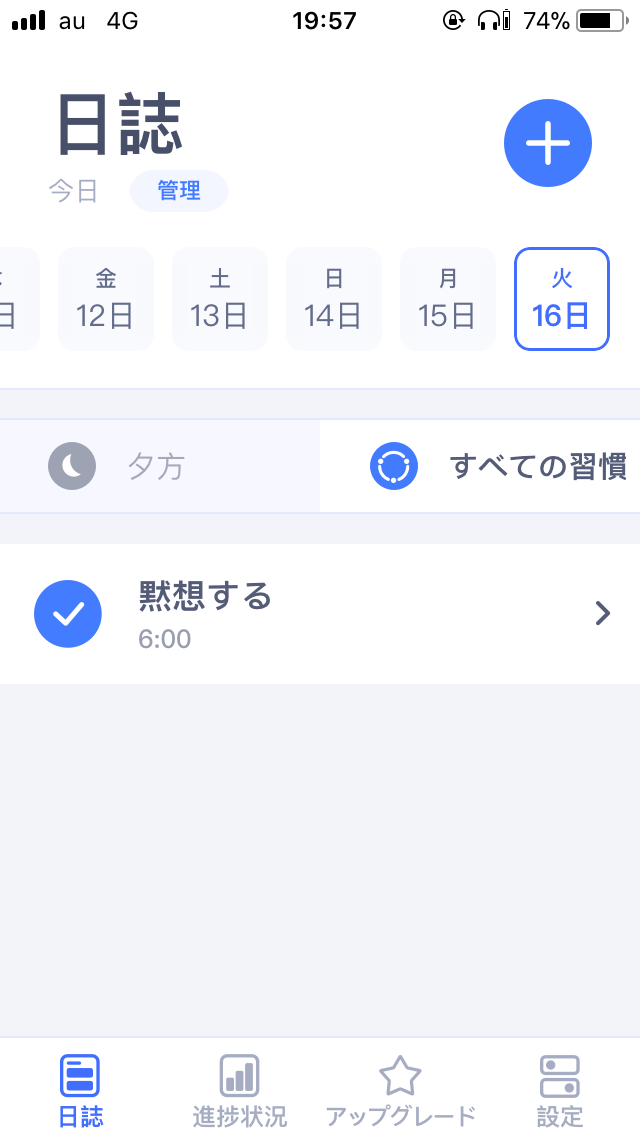 au 4G 19:57 74%
日誌
今日 管理
金 土 日 月 火
日 12日 13日 14日 15日 16日
夕方 すべての習慣
黙想する
6:00
日誌 進捗状況 アップグレード 設定